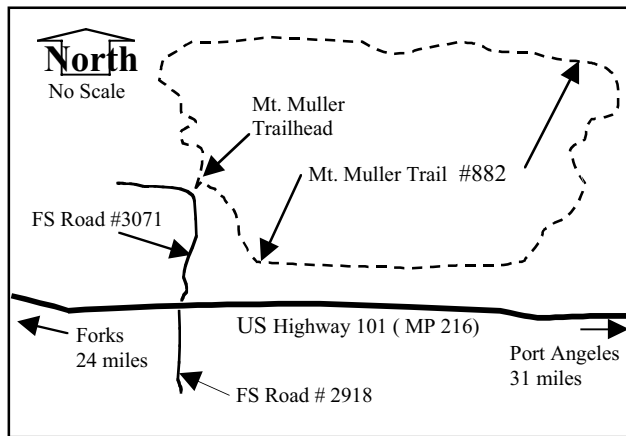 North
No Scale
Mt. Muller
Trailhead
Mt. Muller Trail #882
FS Road #3071
US Highway 101 ( MP 216)
Forks
24 miles
Port Angeles
31 miles
FS Road # 2918